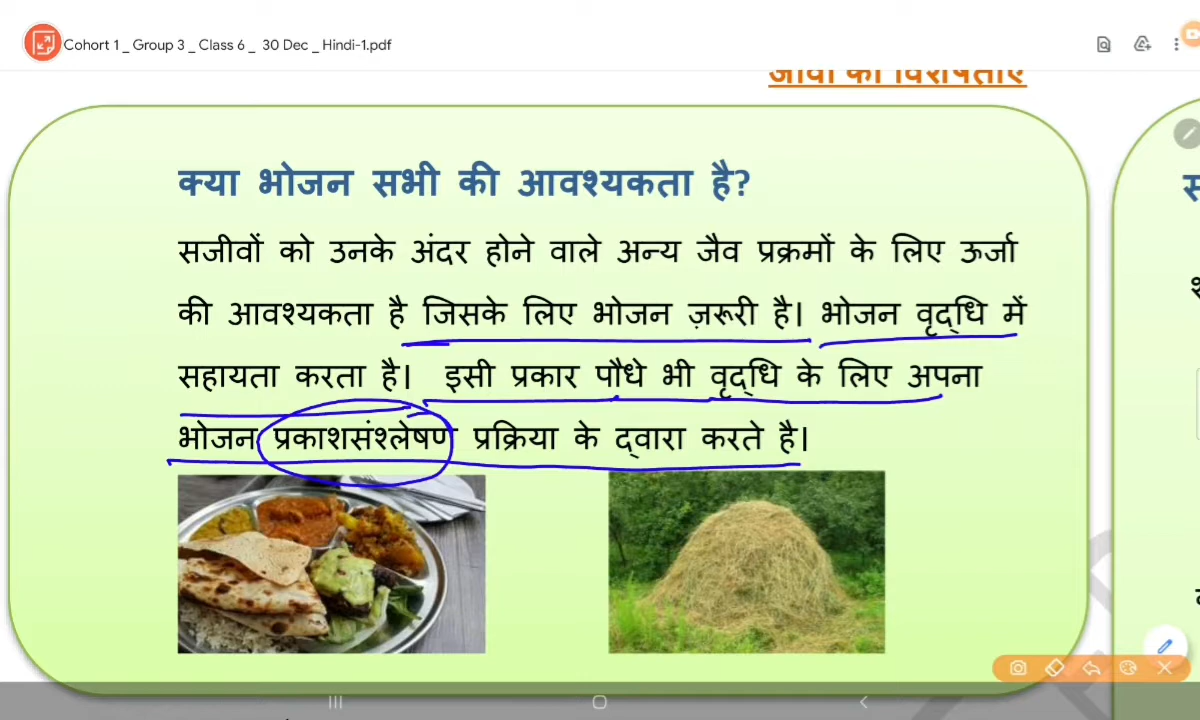 Cohort 1 _ Group 3 _ Class 6 _ 30 Dec _ Hindi-1.pdf
जीवों की विशेषताएं
क्या भोजन सभी की आवश्यकता है?
सजीवों को उनके अंदर होने वाले अन्य जैव प्रक्रमों के लिए ऊर्जा
की आवश्यकता है जिसके लिए भोजन ज़रूरी है। भोजन वृद्धि में
सहायता करता है। इसी प्रकार पौधे भी वृद्धि के लिए अपना
भोजन प्रकाशसंश्लेषण प्रक्रिया के द्वारा करते है।